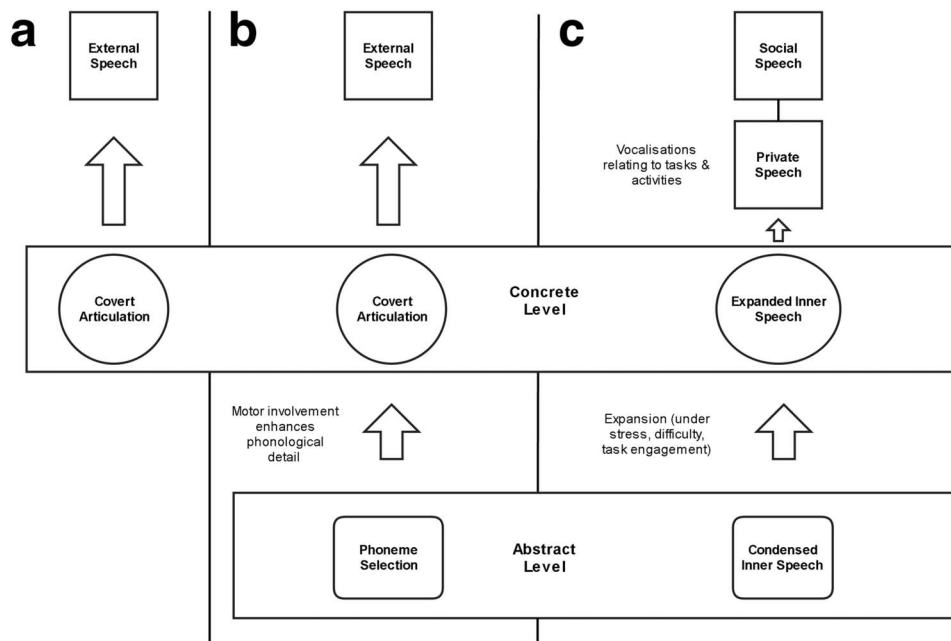 a
External
Speech
b
External
Speech
c
Social
Speech
Vocalisations
relating to tasks &
activities
Private
Speech
Covert
Articulation
Covert
Articulation
Concrete
Level
Expanded Inner
Speech
Motor involvement
enhances
phonological
detail
Expansion (under
stress, difficulty,
task engagement)
Phoneme
Selection
Abstract
Level
Condensed
Inner Speech